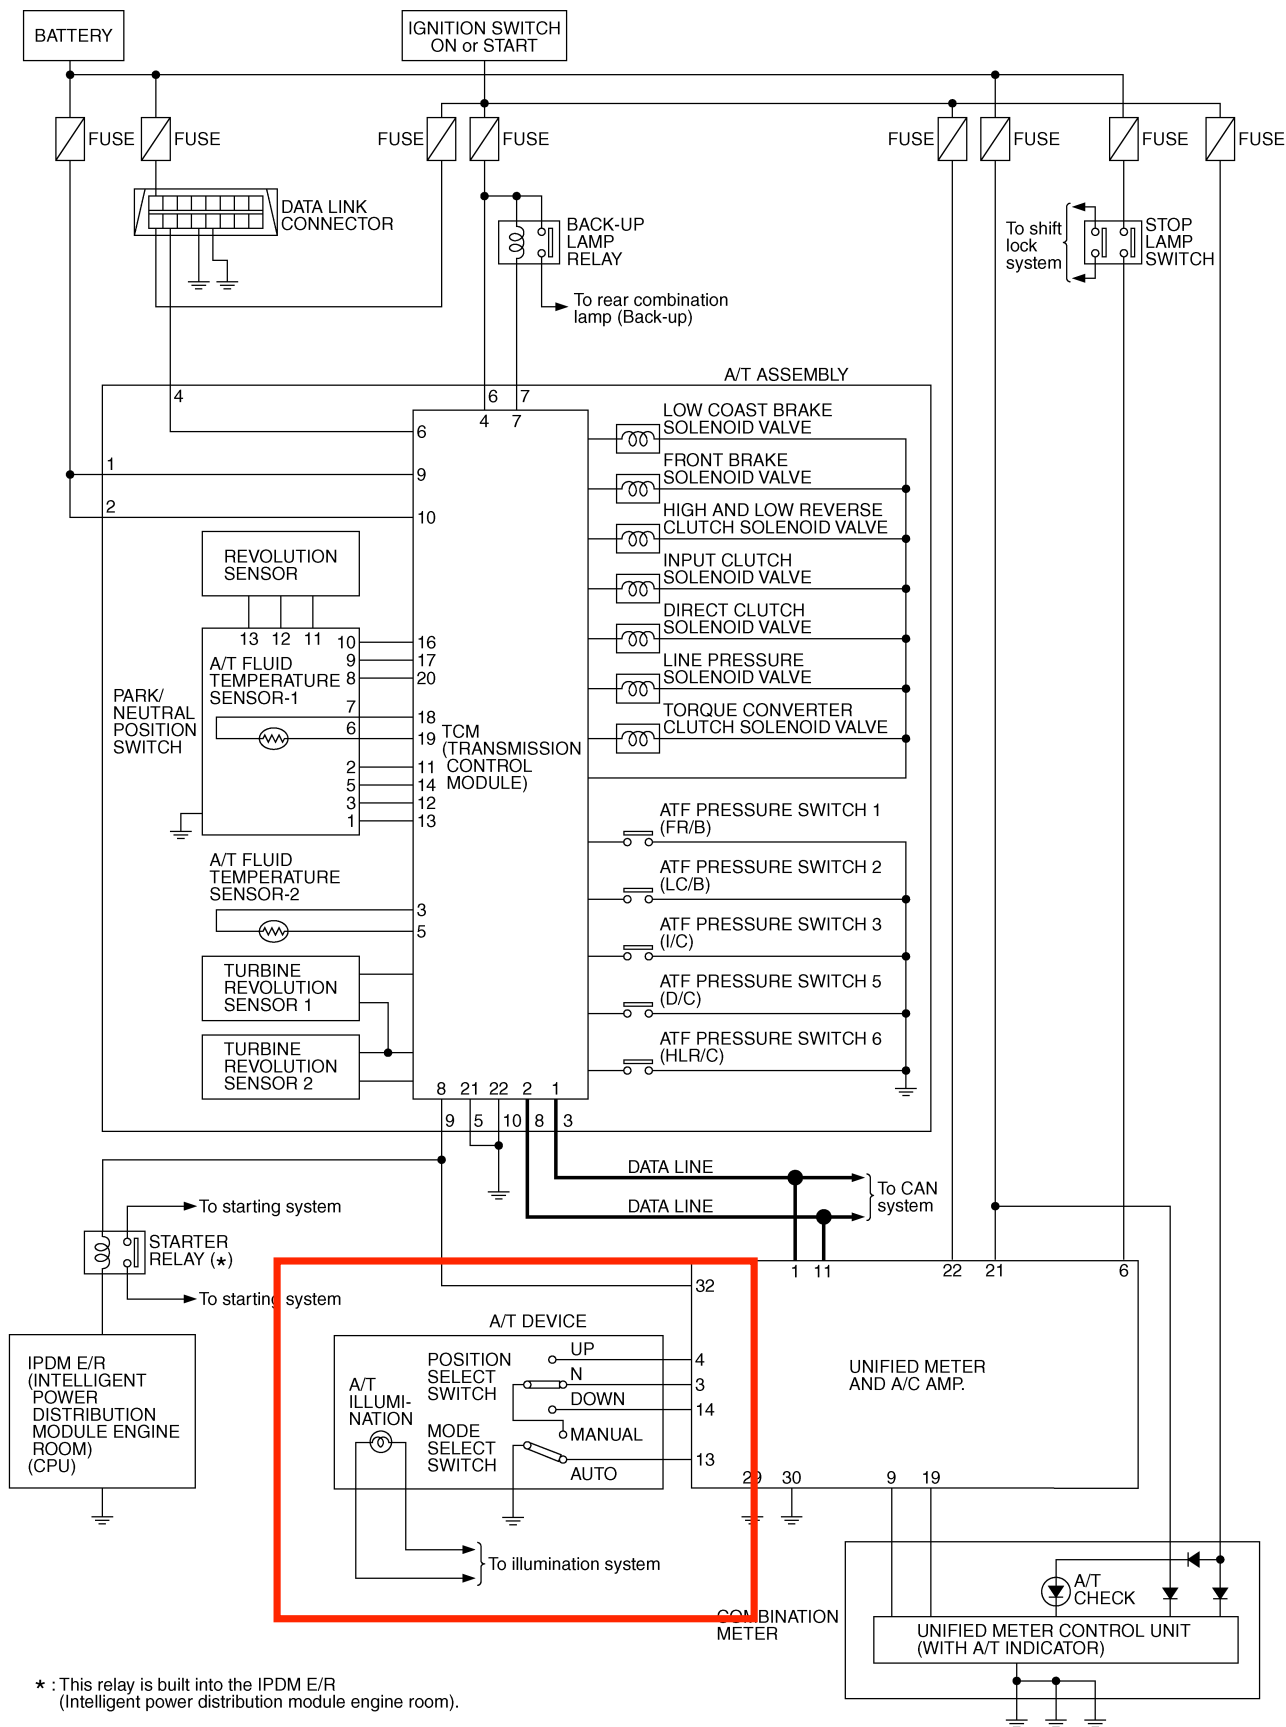 BATTERY
IGNITION SWITCH
ON or START
FUSE
FUSE
FUSE
FUSE
FUSE
FUSE
FUSE
FUSE
DATA LINK
CONNECTOR
BACK-UP
LAMP
RELAY
To rear combination
lamp (Back-up)
To shift
lock
system
STOP
LAMP
SWITCH
A/T ASSEMBLY
4
6
7
4
7
6
1
9
2
10
LOW COAST BRAKE
SOLENOID VALVE
FRONT BRAKE
SOLENOID VALVE
HIGH AND LOW REVERSE
CLUTCH SOLENOID VALVE
INPUT CLUTCH
SOLENOID VALVE
DIRECT CLUTCH
SOLENOID VALVE
LINE PRESSURE
SOLENOID VALVE
TORQUE CONVERTER
CLUTCH SOLENOID VALVE
REVOLUTION
SENSOR
13 12 11
10 16
9 17
8 20
7 18
6 19
2 11
5 14
3 12
1 13
A/T FLUID
TEMPERATURE
SENSOR-1
PARK/
NEUTRAL
POSITION
SWITCH
TCM
(TRANSMISSION
CONTROL
MODULE)
A/T FLUID
TEMPERATURE
SENSOR-2
3
5
TURBINE
REVOLUTION
SENSOR 1
TURBINE
REVOLUTION
SENSOR 2
ATF PRESSURE SWITCH 1
(FR/B)
ATF PRESSURE SWITCH 2
(LC/B)
ATF PRESSURE SWITCH 3
(I/C)
ATF PRESSURE SWITCH 5
(D/C)
ATF PRESSURE SWITCH 6
(HLR/C)
8 21 22 2 1
9 5 10 8 3
DATA LINE
DATA LINE
To CAN
system
To starting system
STARTER
RELAY (*)
To starting system
IPDM E/R
(INTELLIGENT
POWER
DISTRIBUTION
MODULE ENGINE
ROOM)
(CPU)
1 11 22 21 6
32
A/T DEVICE
POSITION
SELECT
SWITCH
UP
4
N
3
DOWN
14
A/T
ILLUMI-
NATION
MODE
SELECT
SWITCH
MANUAL
13
AUTO
UNIFIED METER
AND A/C AMP.
29 30 9 19
To illumination system
COMBINATION
METER
A/T
CHECK
UNIFIED METER CONTROL UNIT
(WITH A/T INDICATOR)
* : This relay is built into the IPDM E/R
(Intelligent power distribution module engine room).